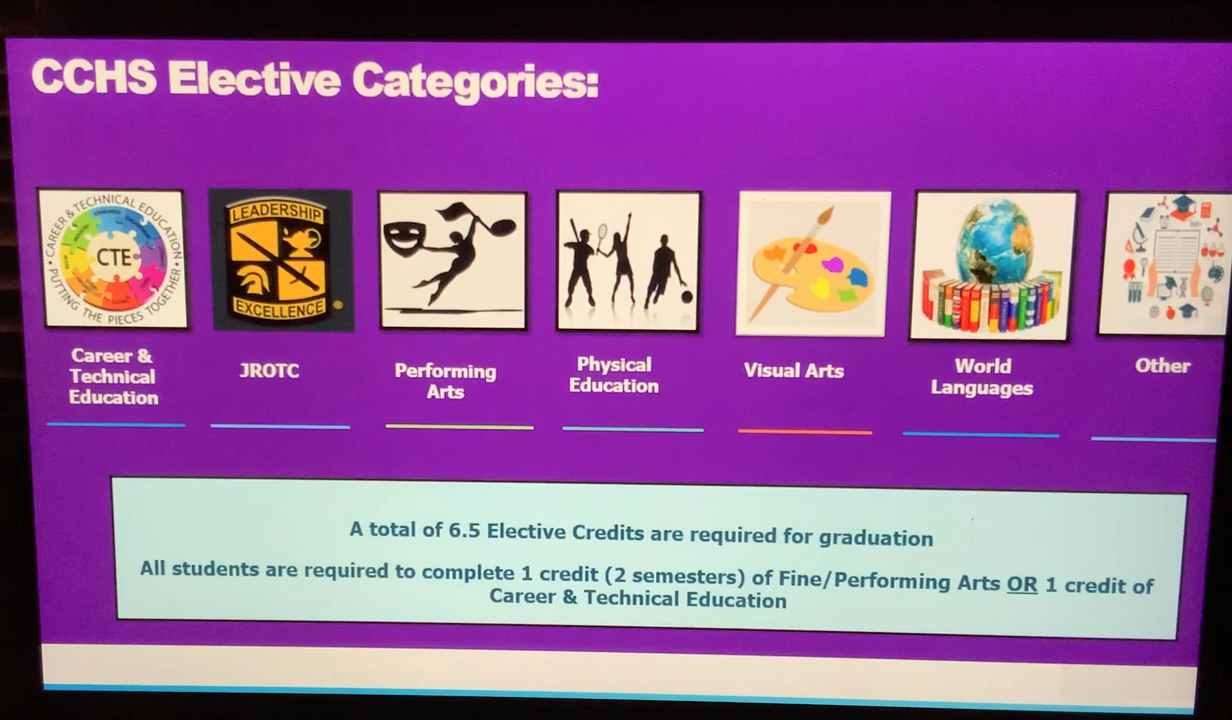 CCHS Elective Categories:
CAREER & TECHNICAL EDUCATION
CTE
• PUTTING THE PIECES TOGETHER •
LEADERSHIP
EXCELLENCE
Career &
Technical
Education
JROTC
Performing
Arts
Physical
Education
Visual Arts
World
Languages
Other
A total of 6.5 Elective Credits are required for graduation
All students are required to complete 1 credit (2 semesters) of Fine/Performing Arts OR 1 credit of
Career & Technical Education